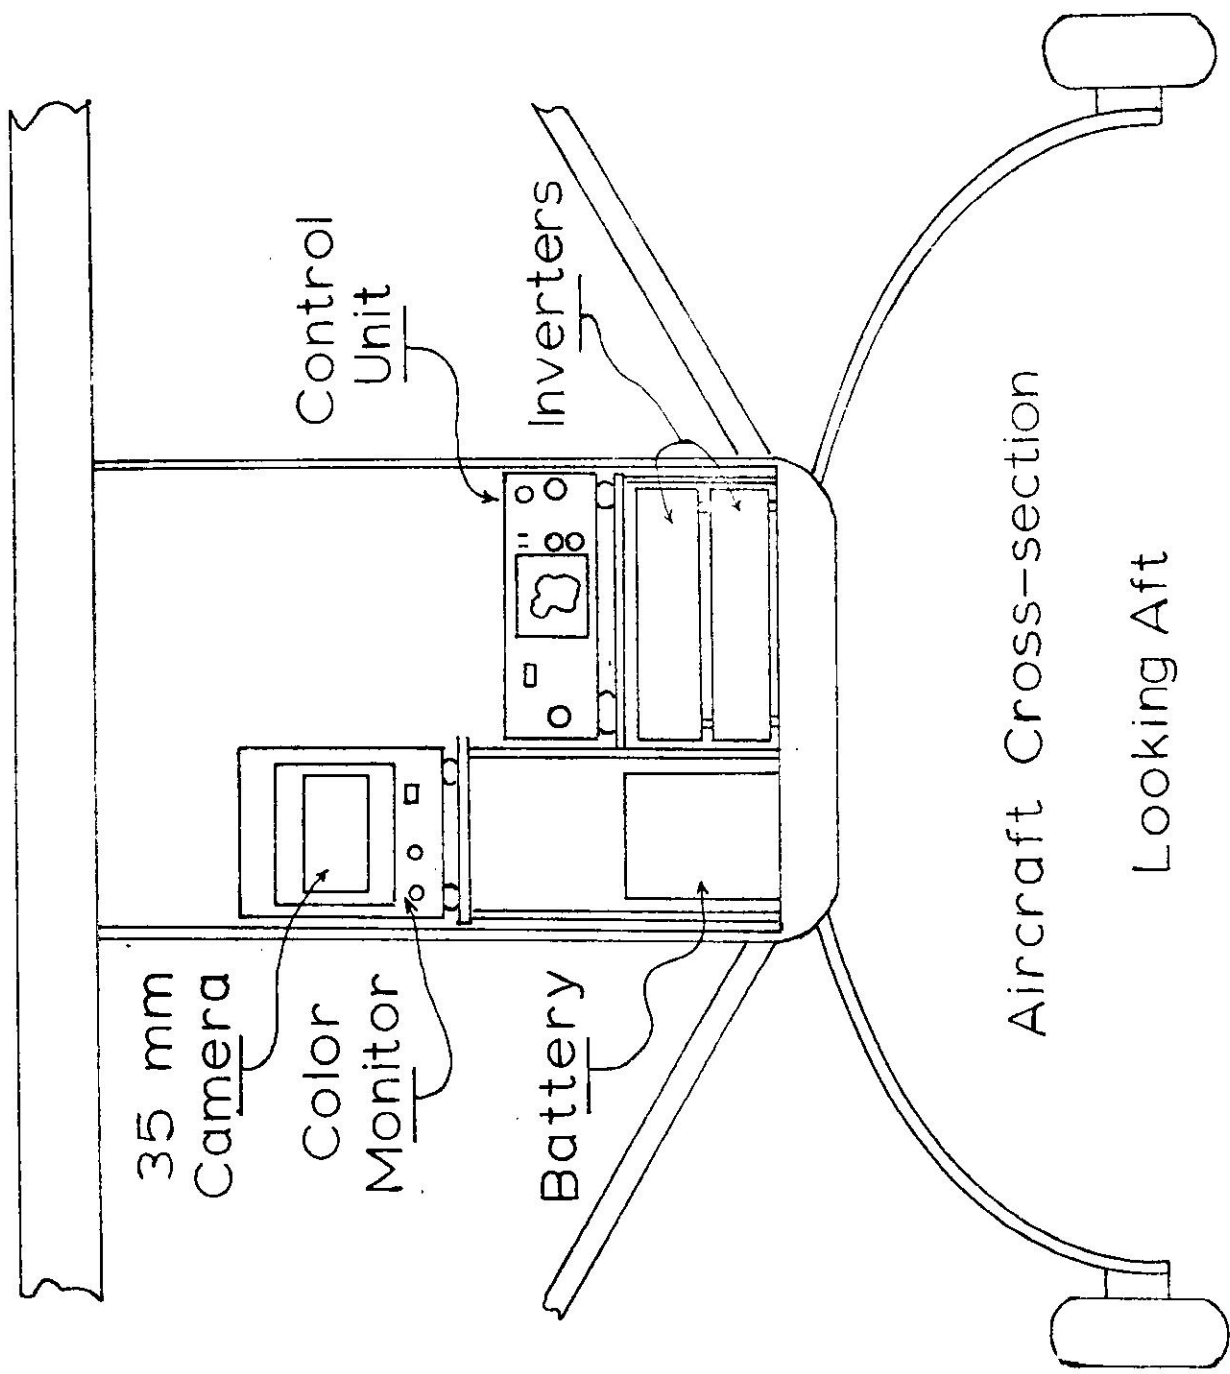 35 mm
Camera
Color
Monitor
Battery
Control
Unit
Inverters
Aircraft Cross-section
Looking Aft